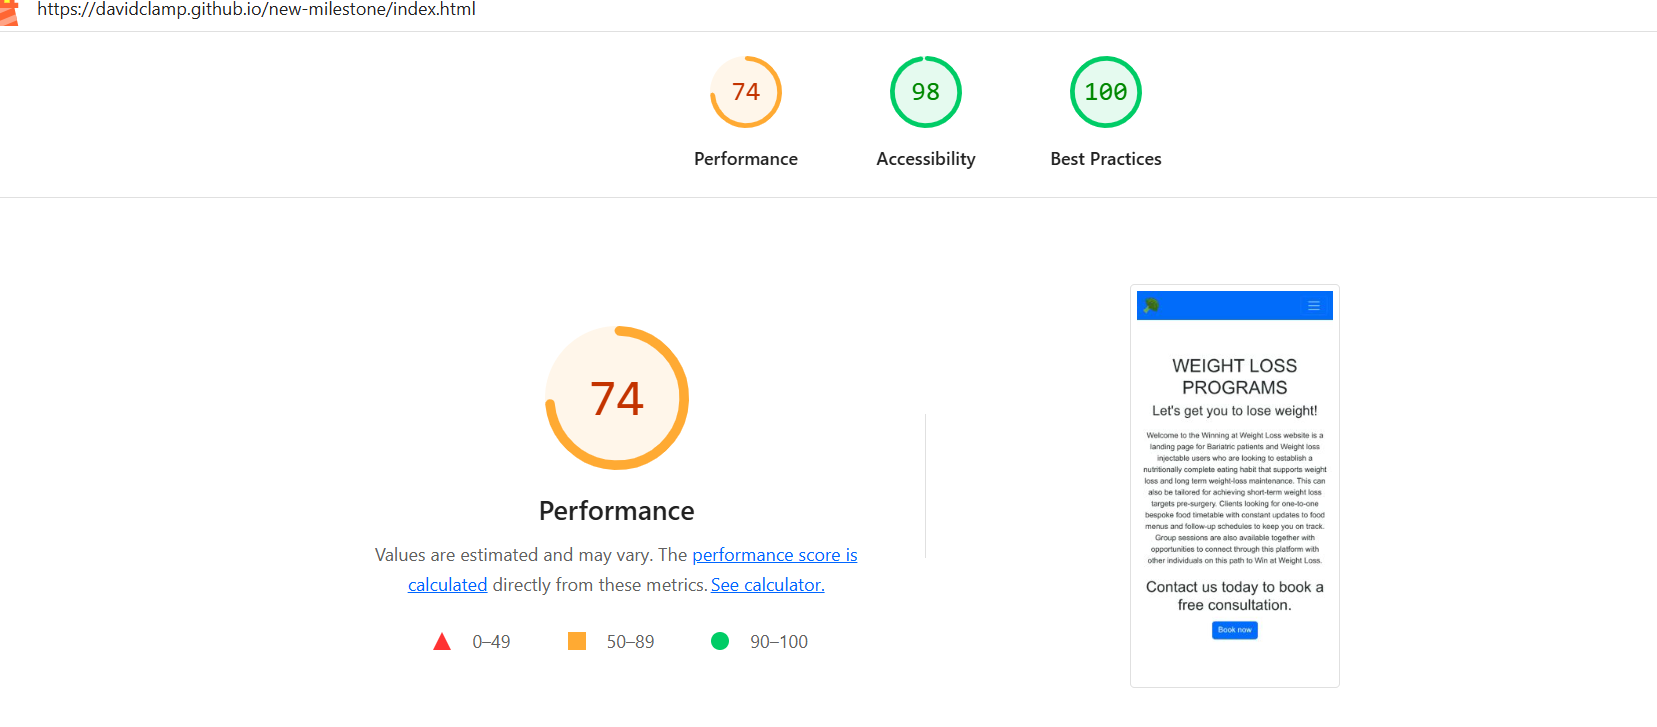 https://davidclamp.github.io/new-milestone/index.html
74
98
100
Performance
Accessibility
Best Practices
74
Performance
Values are estimated and may vary. The performance score is
calculated directly from these metrics. See calculator.
0–49
50–89
90–100
WEIGHT LOSS
PROGRAMS
Let's get you to lose weight!
Welcome to the Winning at Weight Loss website is a
landing page for Bariatric patients and Weight loss
injectable users who are looking to establish a
nutritionally complete eating habit that supports weight
loss and long term weight-loss maintenance. This can
also be tailored for achieving short-term weight loss
targets pre-surgery. Clients looking for one-to-one
bespoke food timetable with constant updates to food
menus and follow-up schedules to keep you on track.
Group sessions are also available together with
opportunities to connect through this platform with
other individuals on this path to Win at Weight Loss.
Contact us today to book a
free consultation.
Book now